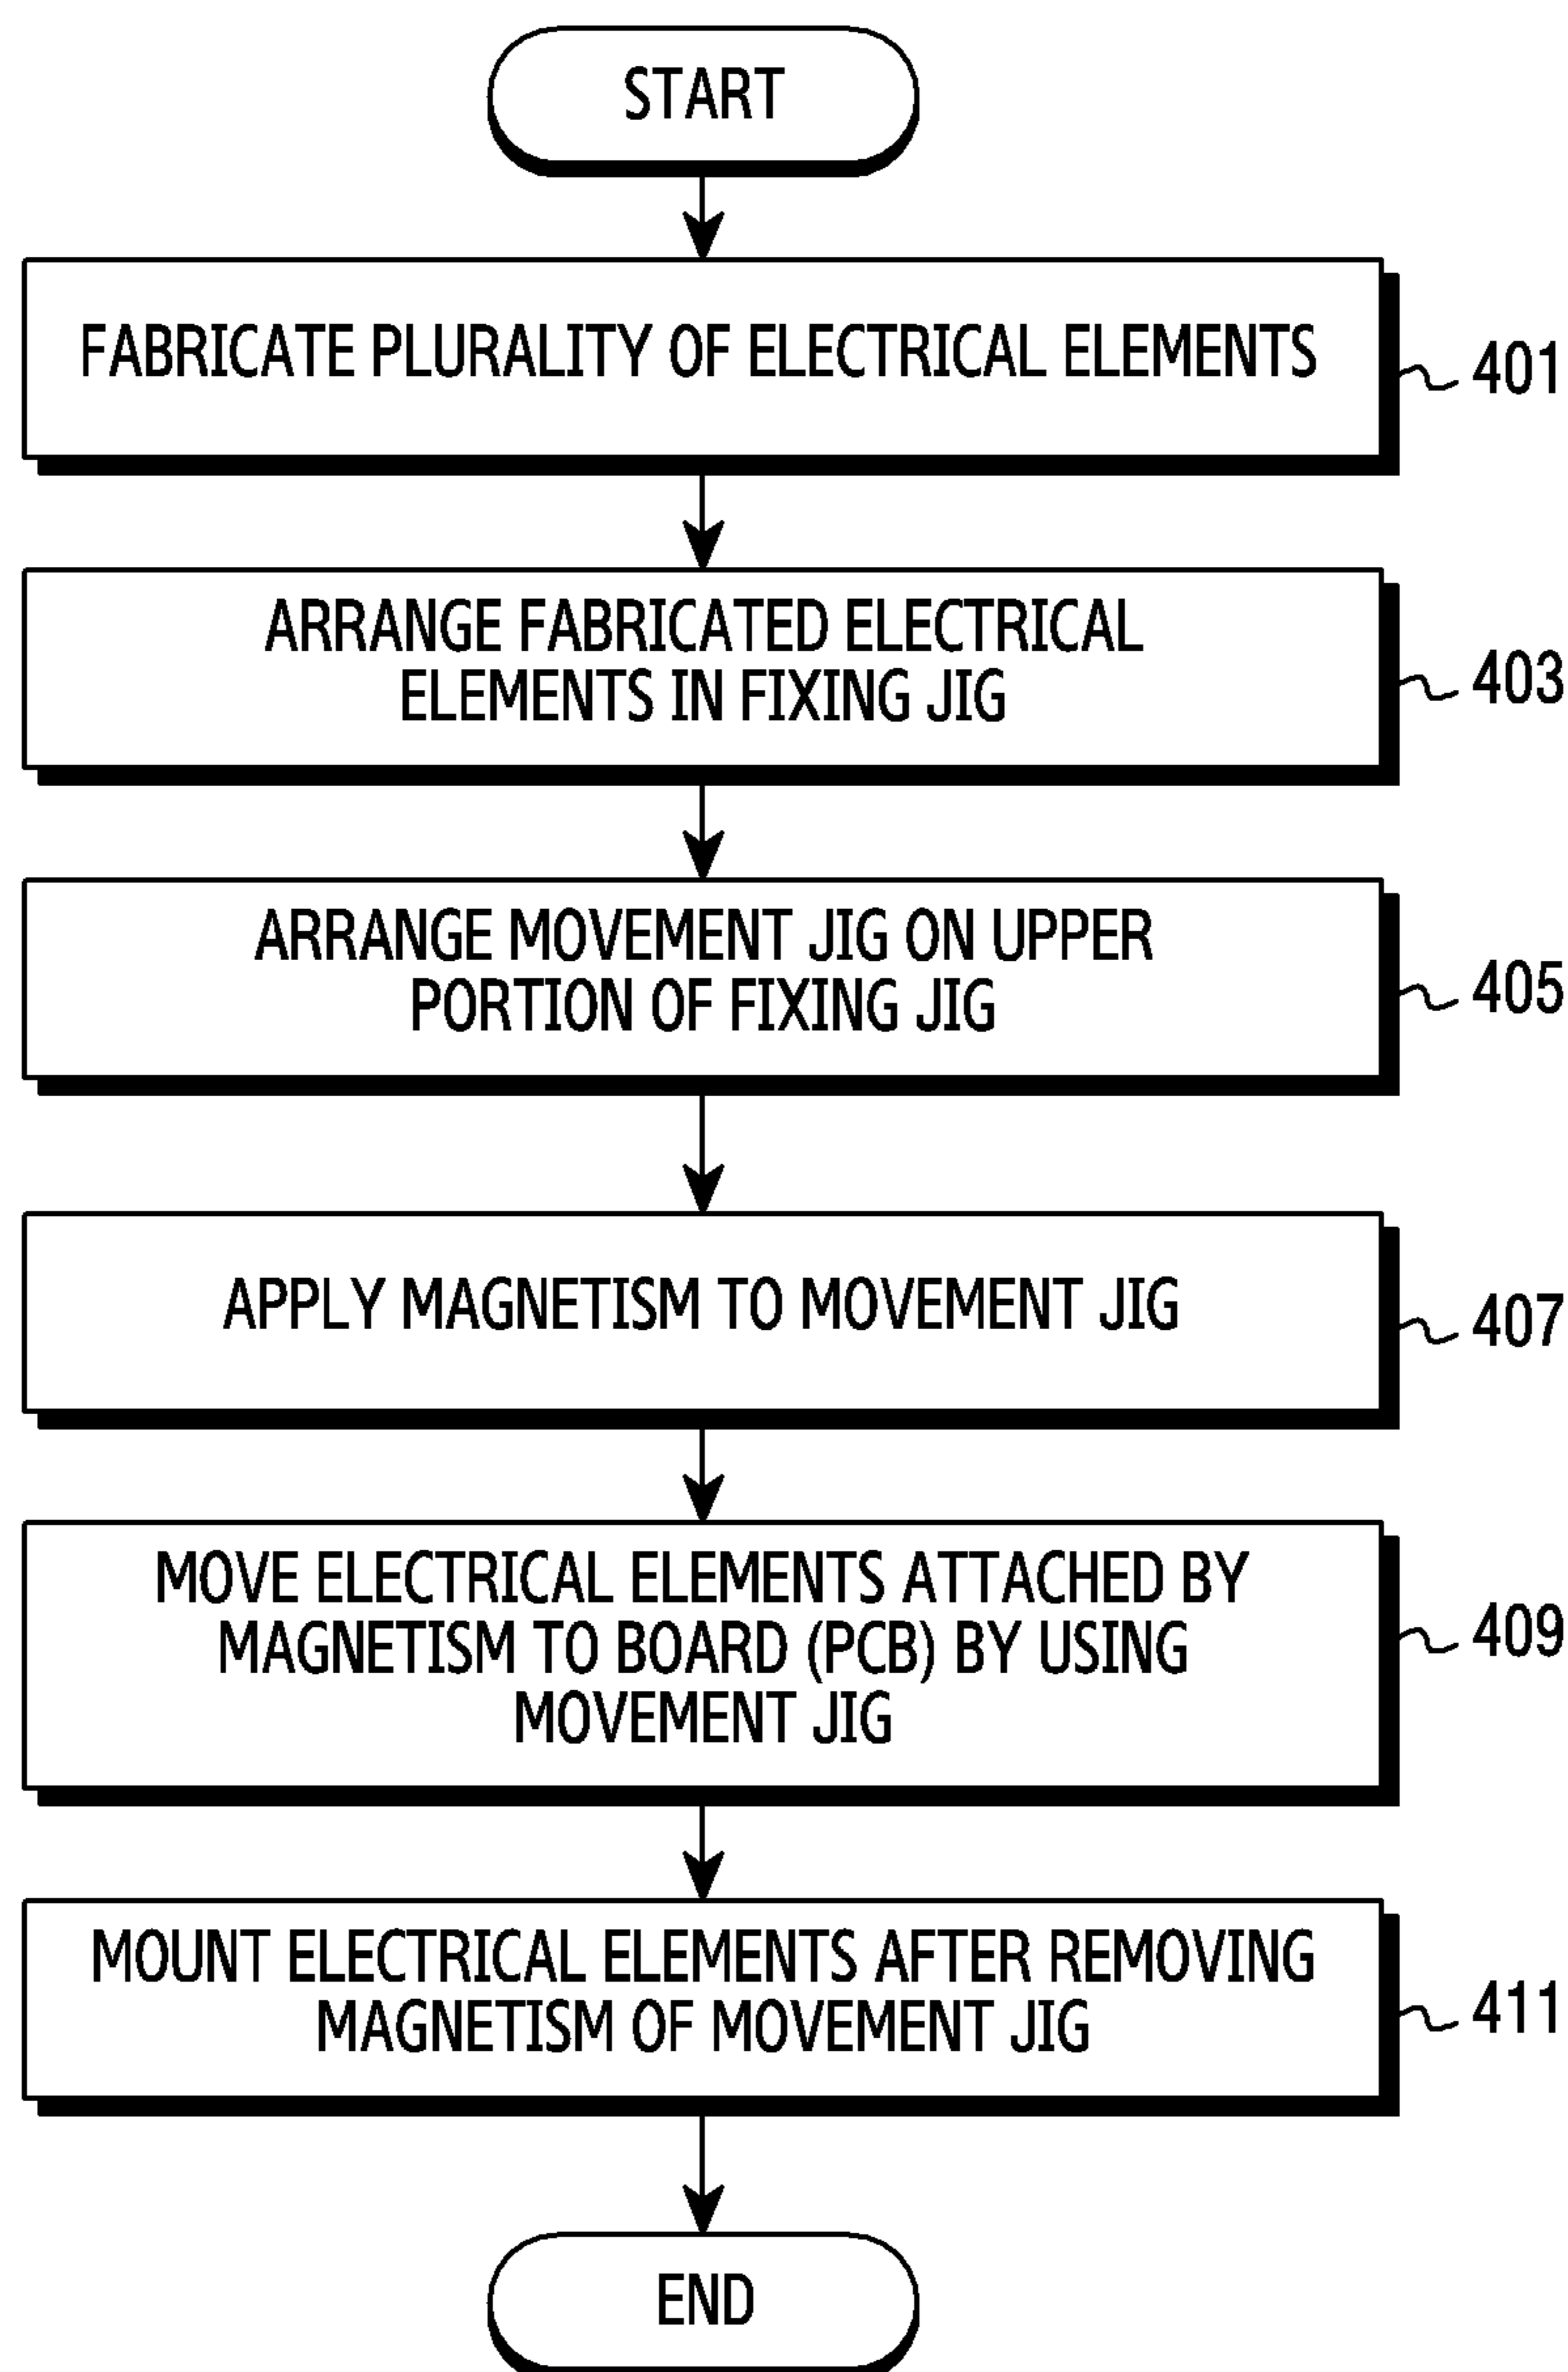 START
FABRICATE PLURALITY OF ELECTRICAL ELEMENTS
401
ARRANGE FABRICATED ELECTRICAL
ELEMENTS IN FIXING JIG
403
ARRANGE MOVEMENT JIG ON UPPER
PORTION OF FIXING JIG
405
APPLY MAGNETISM TO MOVEMENT JIG
407
MOVE ELECTRICAL ELEMENTS ATTACHED BY
MAGNETISM TO BOARD (PCB) BY USING
MOVEMENT JIG
409
MOUNT ELECTRICAL ELEMENTS AFTER REMOVING
MAGNETISM OF MOVEMENT JIG
411
END